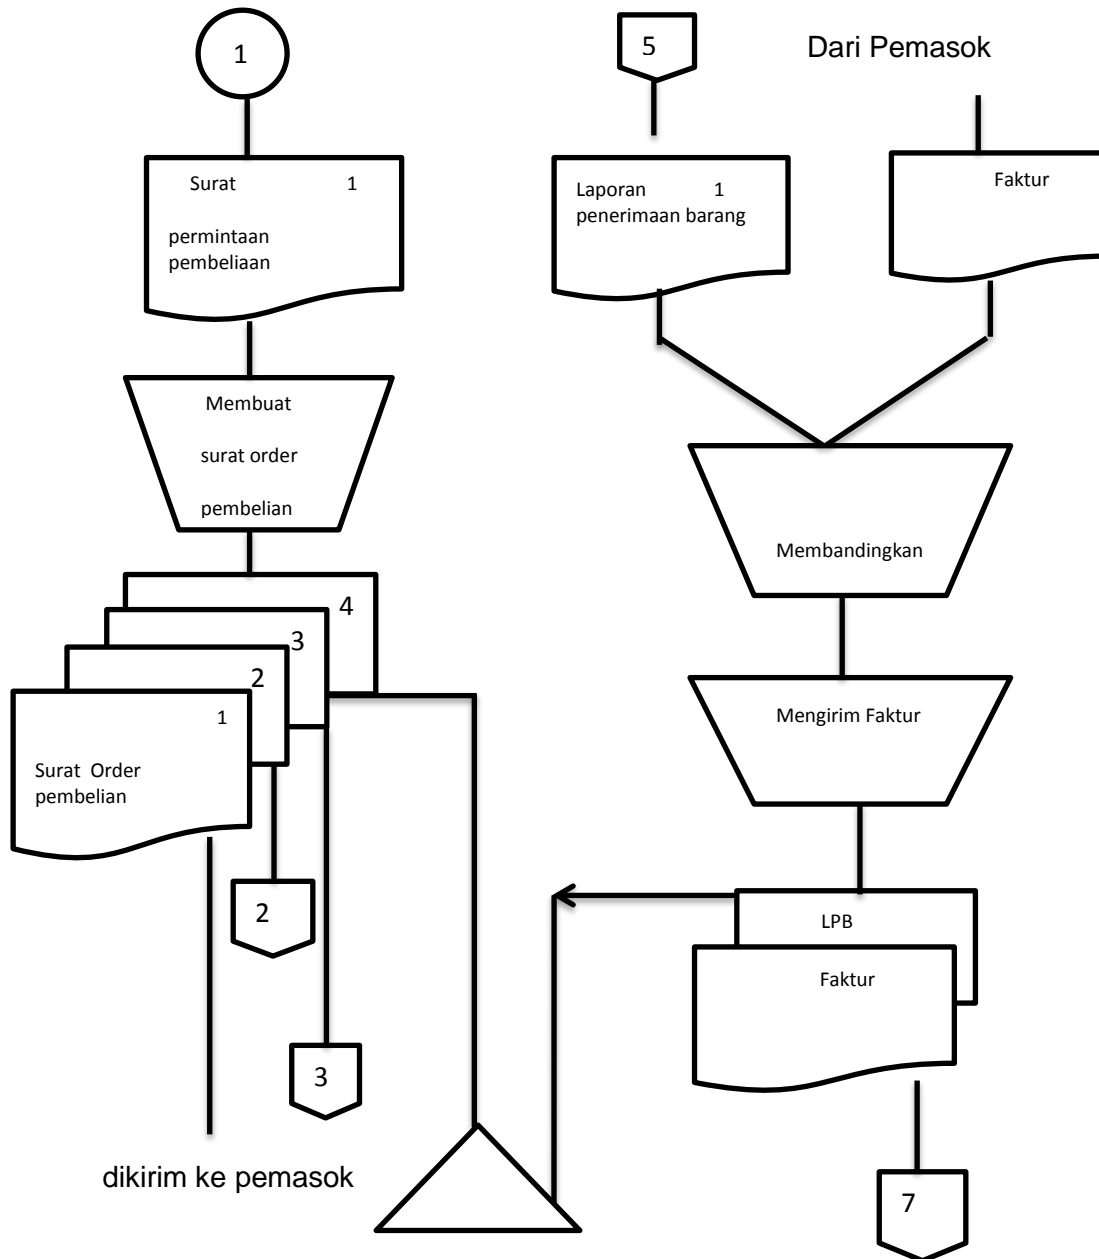 1
Surat 1
permintaan
pembeliaan
Membuat
surat order
pembelian
4
3
2
1
Surat Order
pembelian
2
3
dikirim ke pemasok
5
Dari Pemasok
Laporan 1
penerimaan barang
Faktur
Membandingkan
Mengirim Faktur
LPB
Faktur
7